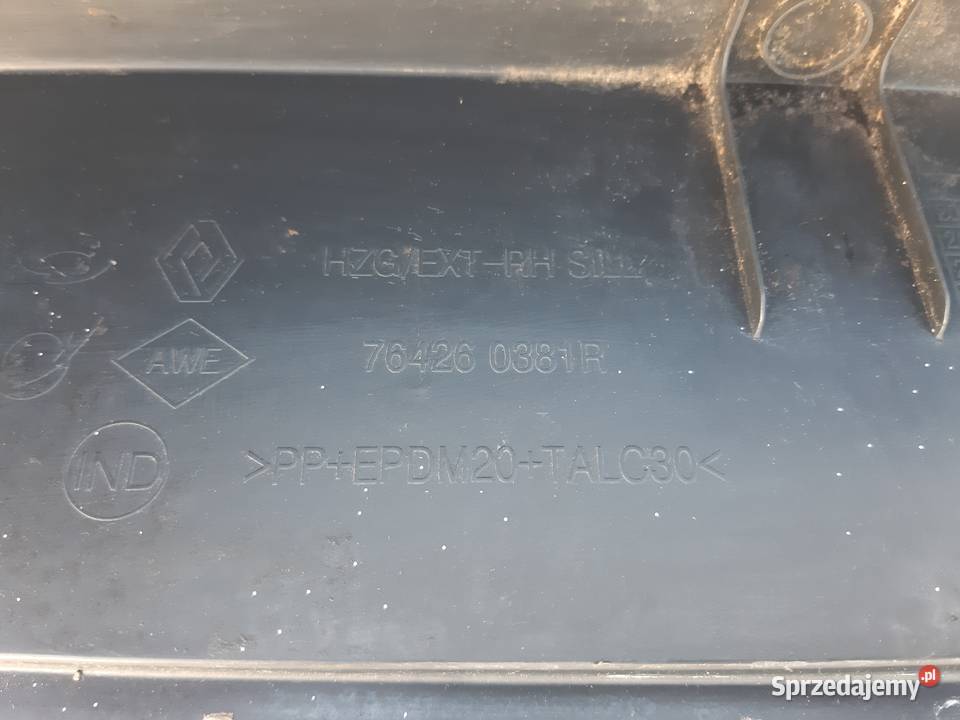 HZG/EXT-RH SILL
AWE
76426 0381R
IND
>PP+EPDM20+TALC30<
Sprzedajemy.pl